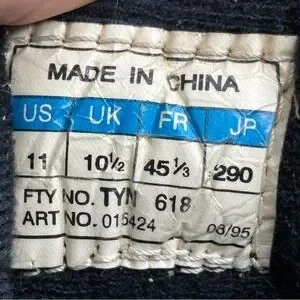 MADE IN CHINA
US UK FR JP
11 10½ 45⅓ 290
FTY NO. TYN 618
ART NO. 015424 06/95